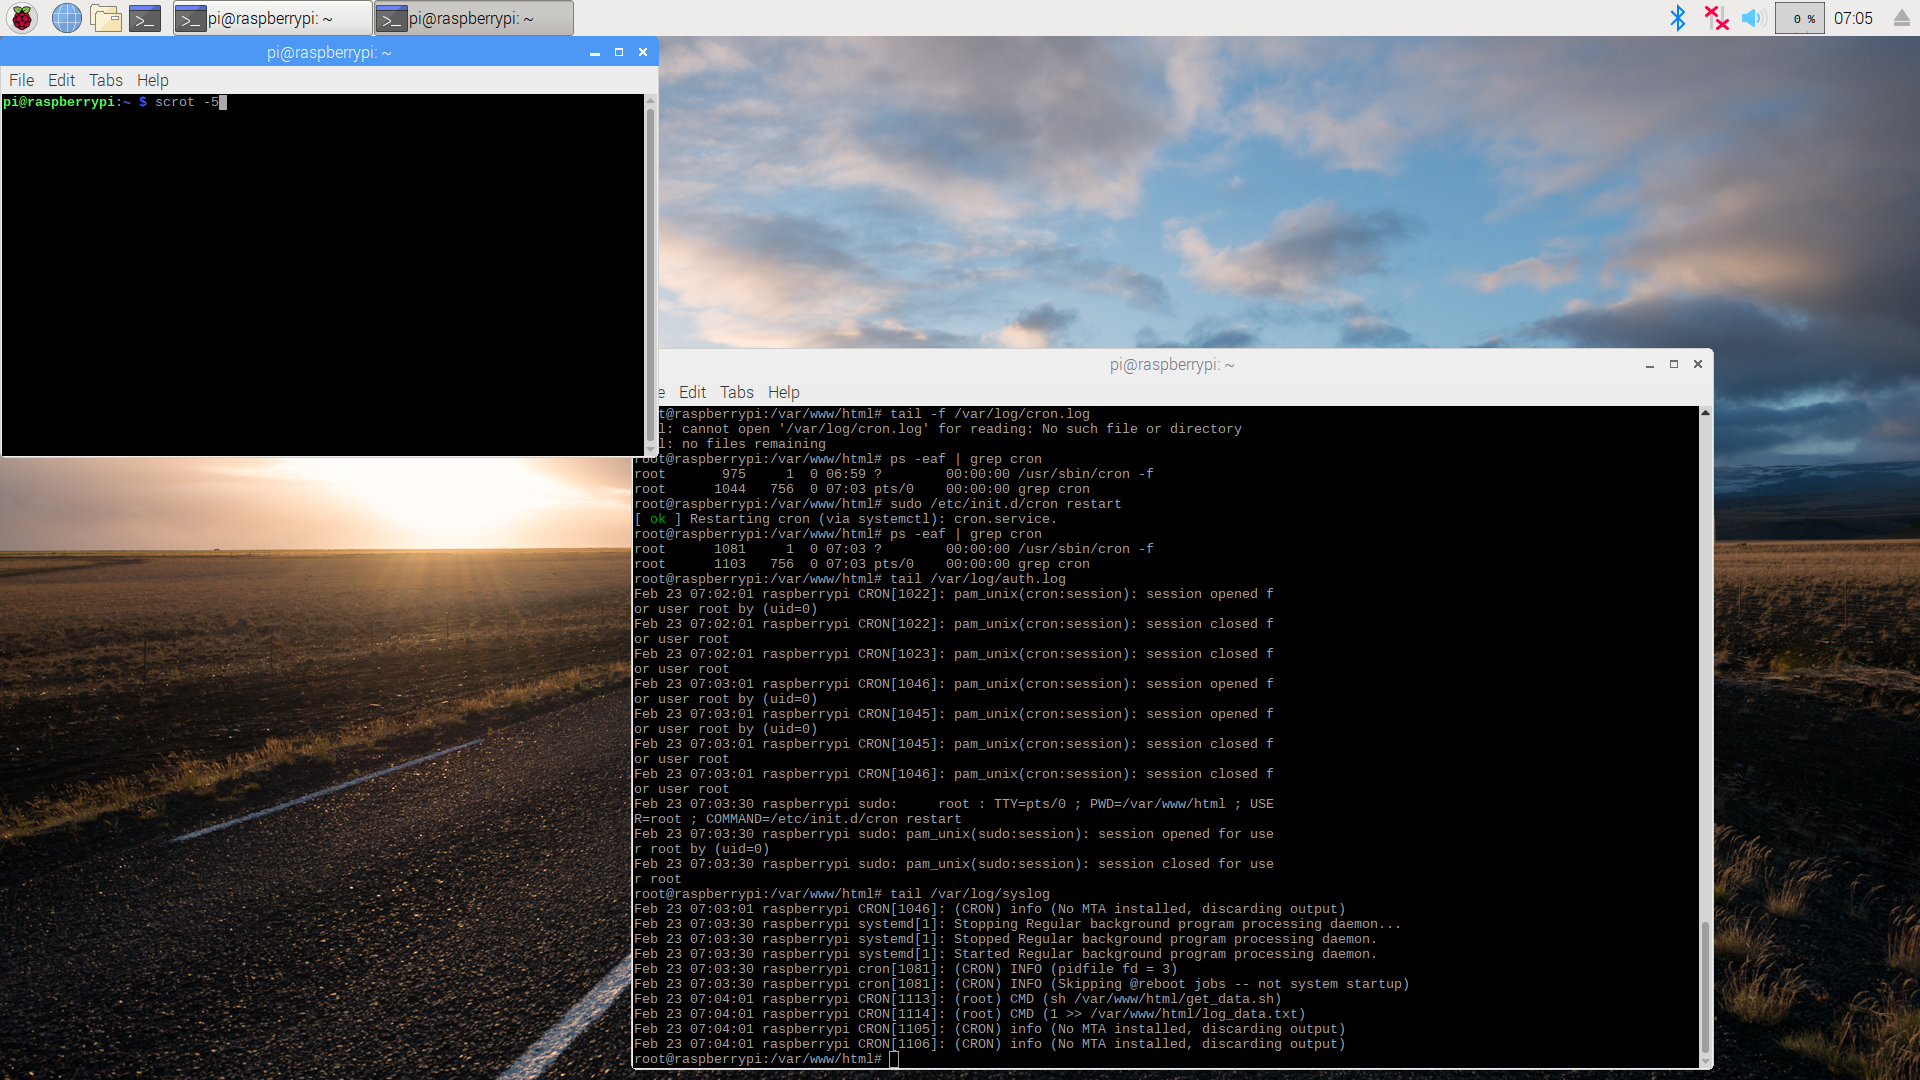 pi@raspberrypi: ~
pi@raspberrypi: ~
0 %
07:05
pi@raspberrypi: ~
File Edit Tabs Help
pi@raspberrypi:~ $ scrot -5
pi@raspberrypi: ~
e Edit Tabs Help
t@raspberrypi:/var/www/html# tail -f /var/log/cron.log
l: cannot open '/var/log/cron.log' for reading: No such file or directory
l: no files remaining
root@raspberrypi:/var/www/html# ps -eaf | grep cron
root       975     1  0 06:59 ?        00:00:00 /usr/sbin/cron -f
root      1044   756  0 07:03 pts/0    00:00:00 grep cron
root@raspberrypi:/var/www/html# sudo /etc/init.d/cron restart
[ ok ] Restarting cron (via systemctl): cron.service.
root@raspberrypi:/var/www/html# ps -eaf | grep cron
root      1081     1  0 07:03 ?        00:00:00 /usr/sbin/cron -f
root      1103   756  0 07:03 pts/0    00:00:00 grep cron
root@raspberrypi:/var/www/html# tail /var/log/auth.log
Feb 23 07:02:01 raspberrypi CRON[1022]: pam_unix(cron:session): session opened f
or user root by (uid=0)
Feb 23 07:02:01 raspberrypi CRON[1022]: pam_unix(cron:session): session closed f
or user root
Feb 23 07:02:01 raspberrypi CRON[1023]: pam_unix(cron:session): session closed f
or user root
Feb 23 07:03:01 raspberrypi CRON[1046]: pam_unix(cron:session): session opened f
or user root by (uid=0)
Feb 23 07:03:01 raspberrypi CRON[1045]: pam_unix(cron:session): session opened f
or user root by (uid=0)
Feb 23 07:03:01 raspberrypi CRON[1045]: pam_unix(cron:session): session closed f
or user root
Feb 23 07:03:01 raspberrypi CRON[1046]: pam_unix(cron:session): session closed f
or user root
Feb 23 07:03:30 raspberrypi sudo:     root : TTY=pts/0 ; PWD=/var/www/html ; USE
R=root ; COMMAND=/etc/init.d/cron restart
Feb 23 07:03:30 raspberrypi sudo: pam_unix(sudo:session): session opened for use
r root by (uid=0)
Feb 23 07:03:30 raspberrypi sudo: pam_unix(sudo:session): session closed for use
r root
root@raspberrypi:/var/www/html# tail /var/log/syslog
Feb 23 07:03:01 raspberrypi CRON[1046]: (CRON) info (No MTA installed, discarding output)
Feb 23 07:03:30 raspberrypi systemd[1]: Stopping Regular background program processing daemon...
Feb 23 07:03:30 raspberrypi systemd[1]: Stopped Regular background program processing daemon.
Feb 23 07:03:30 raspberrypi systemd[1]: Started Regular background program processing daemon.
Feb 23 07:03:30 raspberrypi cron[1081]: (CRON) INFO (pidfile fd = 3)
Feb 23 07:03:30 raspberrypi cron[1081]: (CRON) INFO (Skipping @reboot jobs -- not system startup)
Feb 23 07:04:01 raspberrypi CRON[1113]: (root) CMD (sh /var/www/html/get_data.sh)
Feb 23 07:04:01 raspberrypi CRON[1114]: (root) CMD (1 >> /var/www/html/log_data.txt)
Feb 23 07:04:01 raspberrypi CRON[1105]: (CRON) info (No MTA installed, discarding output)
Feb 23 07:04:01 raspberrypi CRON[1106]: (CRON) info (No MTA installed, discarding output)
root@raspberrypi:/var/www/html#